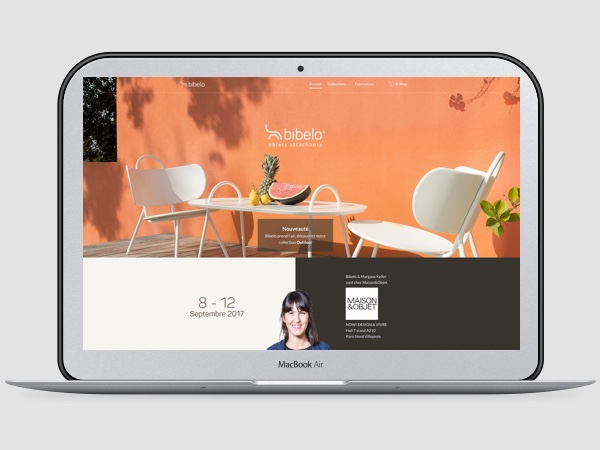 bibelo
Accueil Collections Fabrication E-Shop
bibelo
objets attachants
Nouveauté
Bibelo prend l'air, découvrez notre
collection Outdoor
8 - 12
Septembre 2017
Bibelo & Margaux Keller
sont chez Maison&Objet.
MAISON
&OBJET
NOW! DESIGN A VIVRE
Hall 7 stand A210
Paris Nord Villepinte
MacBook Air